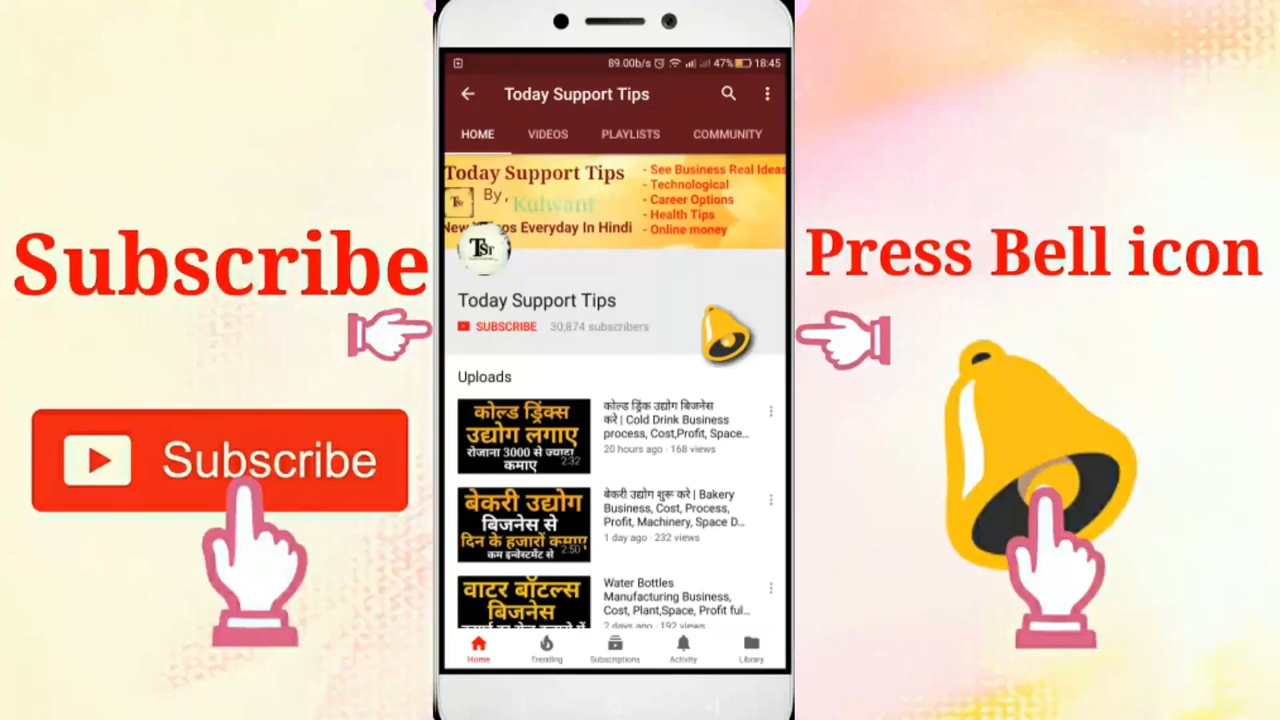 Subscribe
Subscribe
89.00b/s 47% 18:45
Today Support Tips
HOME VIDEOS PLAYLISTS COMMUNITY
Today Support Tips
By,
Kulwant
Everyday In Hindi
- See Business Real Ideas
- Technological
- Career Options
- Health Tips
- Online money
Today Support Tips
SUBSCRIBE 30,874 subscribers
Uploads
कोल्ड ड्रिंक्स
उद्योग लगाए
रोजाना 3000 से ज्यादा
कमाए
2:32
कोल्ड ड्रिंक उद्योग बिजनेस
करे | Cold Drink Business
process, Cost,Profit, Space...
20 hours ago · 168 views
बेकरी उद्योग
बिजनेस से
दिन के हजारों कमाए
कम इन्वेस्टमेंट से
2:50
बेकरी उद्योग शुरू करे | Bakery
Business, Cost, Process,
Profit, Machinery, Space D...
1 day ago · 232 views
वाटर बॉटल्स
बिजनेस
Water Bottles
Manufacturing Business,
Cost, Plant,Space, Profit ful...
2 days ago · 192 views
Home Trending Subscriptions Activity Library
Press Bell icon